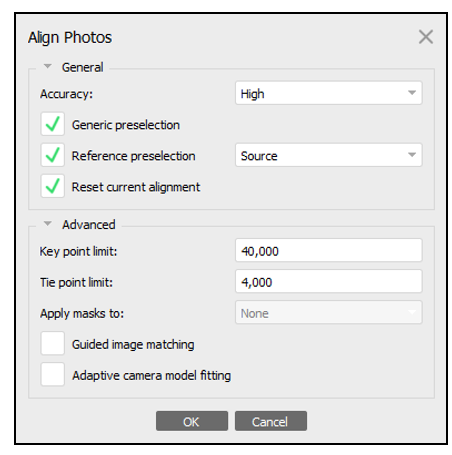 Align Photos
General
Accuracy: High
Generic preselection
Reference preselection Source
Reset current alignment
Advanced
Key point limit: 40,000
Tie point limit: 4,000
Apply masks to: None
Guided image matching
Adaptive camera model fitting
OK Cancel